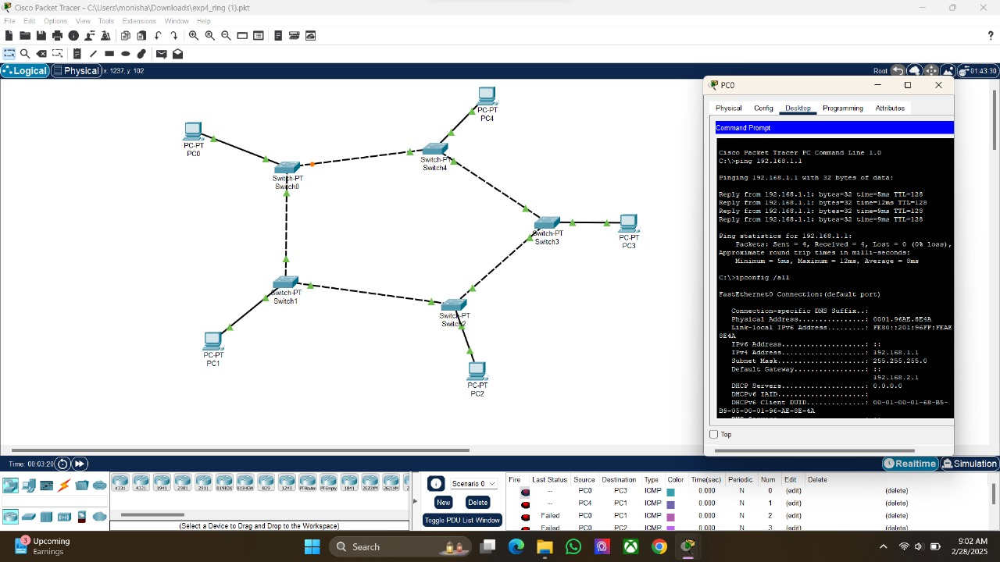 Cisco Packet Tracer - C:\Users\monisha\Downloads\exp4_ring (1).pkt
File Edit Options View Tools Extensions Window Help
?
Logical Physical x: 1237, y: 102 Root 01:43:30
PC-PT
PC4
PC-PT
PC0
Switch-PT
Switch4
Switch-PT
Switch0
Switch-PT
Switch3
PC-PT
PC3
Switch-PT
Switch1
Switch-PT
Switch2
PC-PT
PC1
PC-PT
PC2
PC0
Physical Config Desktop Programming Attributes
Command Prompt
Cisco Packet Tracer PC Command Line 1.0
C:\>ping 192.168.1.1
Pinging 192.168.1.1 with 32 bytes of data:
Reply from 192.168.1.1: bytes=32 time=5ms TTL=128
Reply from 192.168.1.1: bytes=32 time=12ms TTL=128
Reply from 192.168.1.1: bytes=32 time=9ms TTL=128
Reply from 192.168.1.1: bytes=32 time=9ms TTL=128
Ping statistics for 192.168.1.1:
Packets: Sent = 4, Received = 4, Lost = 0 (0% loss),
Approximate round trip times in milli-seconds:
Minimum = 5ms, Maximum = 12ms, Average = 8ms
C:\>ipconfig /all
FastEthernet0 Connection:(default port)
Connection-specific DNS Suffix..:
Physical Address................: 0001.96AE.8E4A
Link-local IPv6 Address.........: FE80::201:96FF:FEAE
8E4A
IPv6 Address....................: ::
IPv4 Address....................: 192.168.1.1
Subnet Mask.....................: 255.255.255.0
Default Gateway.................: ::
192.168.2.1
DHCP Servers....................: 0.0.0.0
DHCPv6 IAID.....................:
DHCPv6 Client DUID..............: 00-01-00-01-68-B5-
B9-05-00-01-96-AE-8E-4A
Top
Time: 00:03:20 Realtime Simulation
4331 4321 1941 2901 2911 819IOX 819HGW 829 1240 PT-Router PT-Empty 1841 2620XM 2621XM
(Select a Device to Drag and Drop to the Workspace)
Scenario 0
New Delete
Toggle PDU List Window
Fire Last Status Source Destination Type Color Time(sec) Periodic Num Edit Delete
-- PC0 PC3 ICMP 0.000 N 0 (edit) (delete)
-- PC4 PC1 ICMP 0.000 N 1 (edit) (delete)
Failed PC0 PC1 ICMP 0.000 N 2 (edit) (delete)
Failed PC0 PC2 ICMP 0.000 N 3 (edit) (delete)
3
Upcoming
Earnings
Search
9:02 AM
2/28/2025